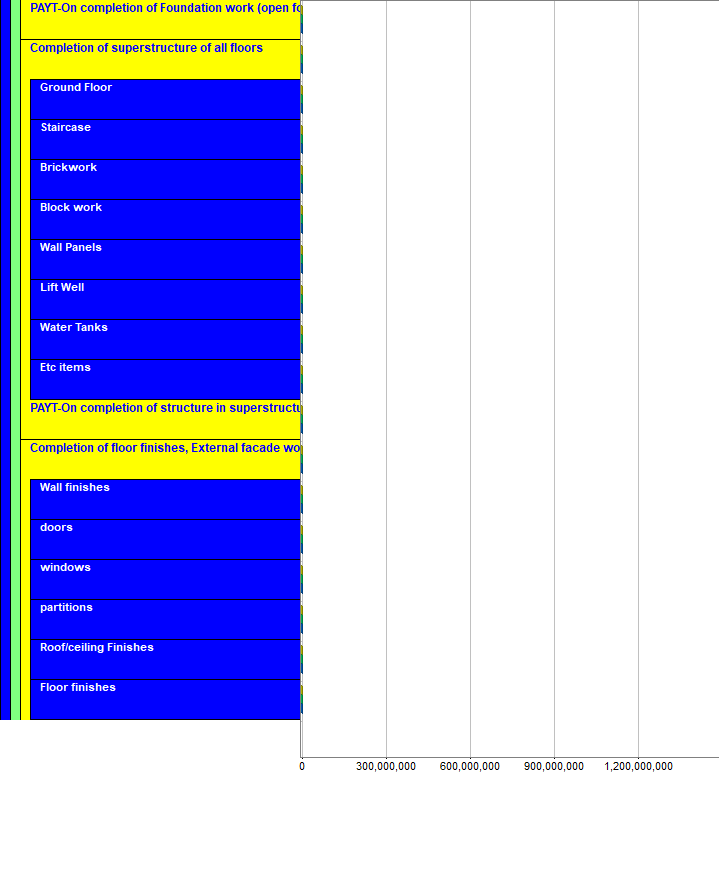 PAYT-On completion of Foundation work (open fo
Completion of superstructure of all floors
Ground Floor
Staircase
Brickwork
Block work
Wall Panels
Lift Well
Water Tanks
Etc items
PAYT-On completion of structure in superstructu
Completion of floor finishes, External facade wo
Wall finishes
doors
windows
partitions
Roof/ceiling Finishes
Floor finishes
0 300,000,000 600,000,000 900,000,000 1,200,000,000